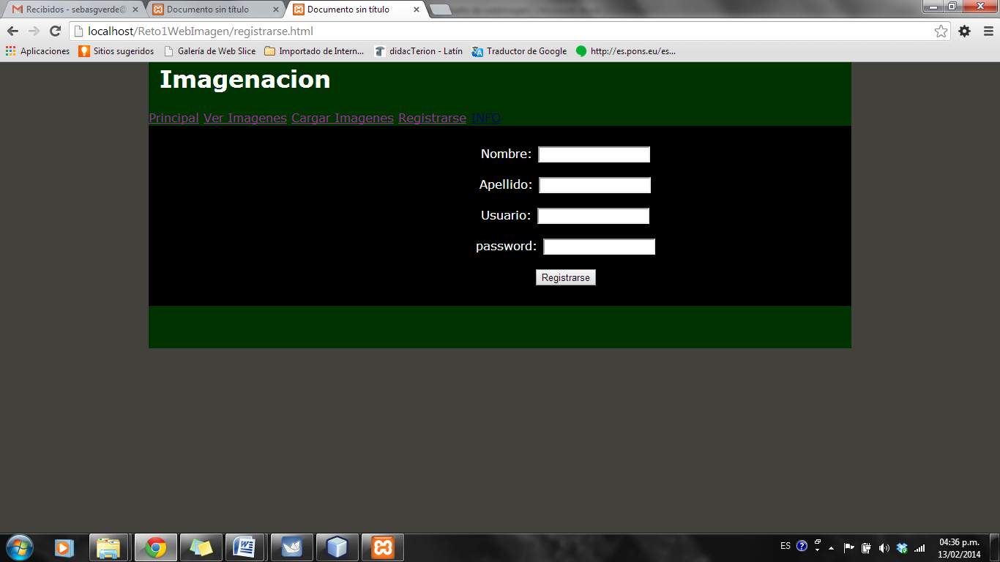 Recibidos - sebasgverde@ Documento sin título Documento sin título
localhost/Reto1WebImagen/registrarse.html
Aplicaciones Sitios sugeridos Galería de Web Slice Importado de Intern... didacTerion - Latín Traductor de Google http://es.pons.eu/es...
Imagenacion
Principal Ver Imagenes Cargar Imagenes Registrarse INFO
Nombre:
Apellido:
Usuario:
password:
Registrarse
ES 04:36 p.m.
13/02/2014